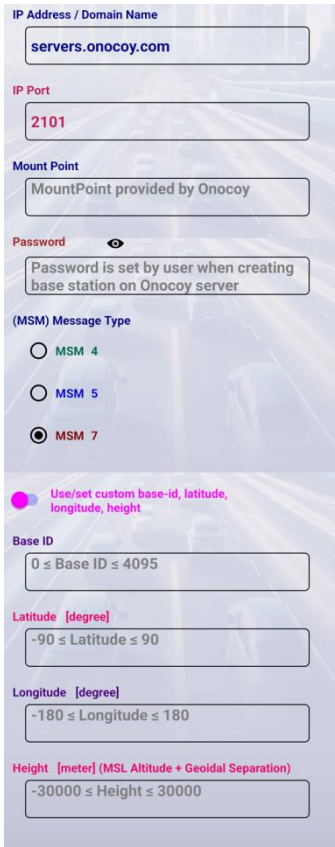 IP Address / Domain Name
servers.onocoy.com
IP Port
2101
Mount Point
MountPoint provided by Onocoy
Password
Password is set by user when creating
base station on Onocoy server
(MSM) Message Type
MSM 4
MSM 5
MSM 7
Use/set custom base-id, latitude,
longitude, height
Base ID
0 ≤ Base ID ≤ 4095
Latitude [degree]
-90 ≤ Latitude ≤ 90
Longitude [degree]
-180 ≤ Longitude ≤ 180
Height [meter] (MSL Altitude + Geoidal Separation)
-30000 ≤ Height ≤ 30000